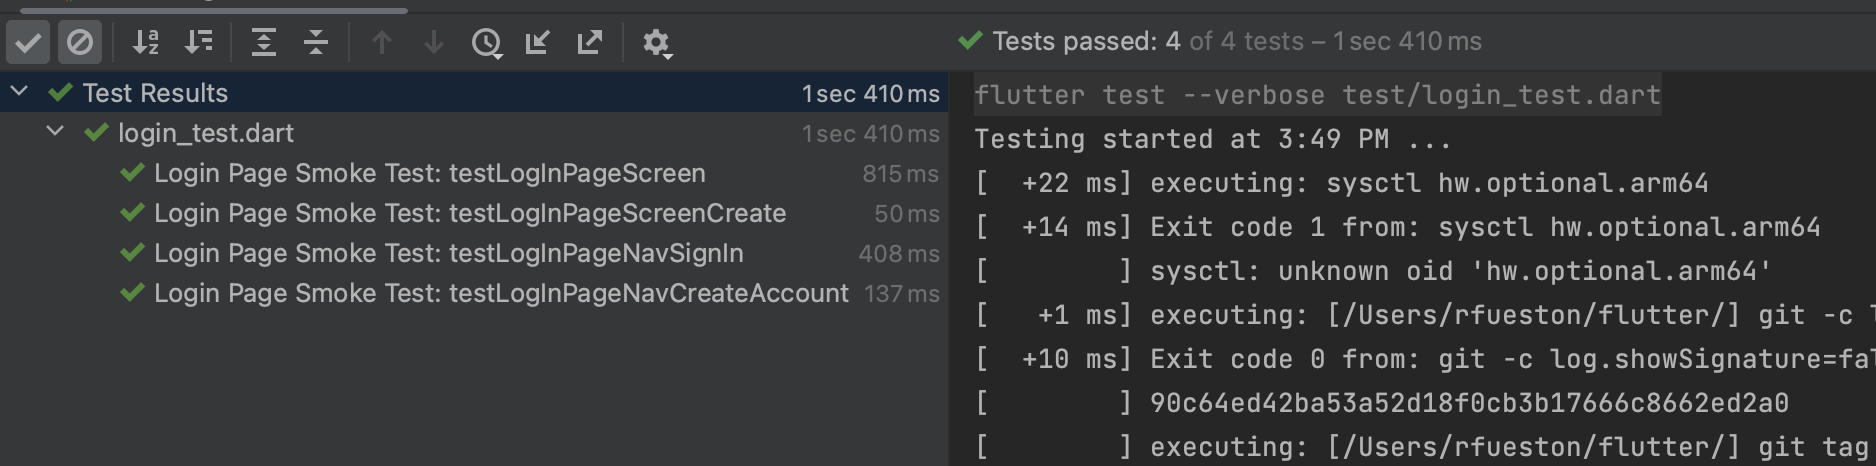 Tests passed: 4 of 4 tests – 1 sec 410 ms
Test Results 1 sec 410 ms
login_test.dart 1 sec 410 ms
Login Page Smoke Test: testLogInPageScreen 815 ms
Login Page Smoke Test: testLogInPageScreenCreate 50 ms
Login Page Smoke Test: testLogInPageNavSignIn 408 ms
Login Page Smoke Test: testLogInPageNavCreateAccount 137 ms
flutter test --verbose test/login_test.dart
Testing started at 3:49 PM ...
[  +22 ms] executing: sysctl hw.optional.arm64
[  +14 ms] Exit code 1 from: sysctl hw.optional.arm64
[        ] sysctl: unknown oid 'hw.optional.arm64'
[   +1 ms] executing: [/Users/rfueston/flutter/] git -c
[  +10 ms] Exit code 0 from: git -c log.showSignature=fal
[        ] 90c64ed42ba53a52d18f0cb3b17666c8662ed2a0
[        ] executing: [/Users/rfueston/flutter/] git tag